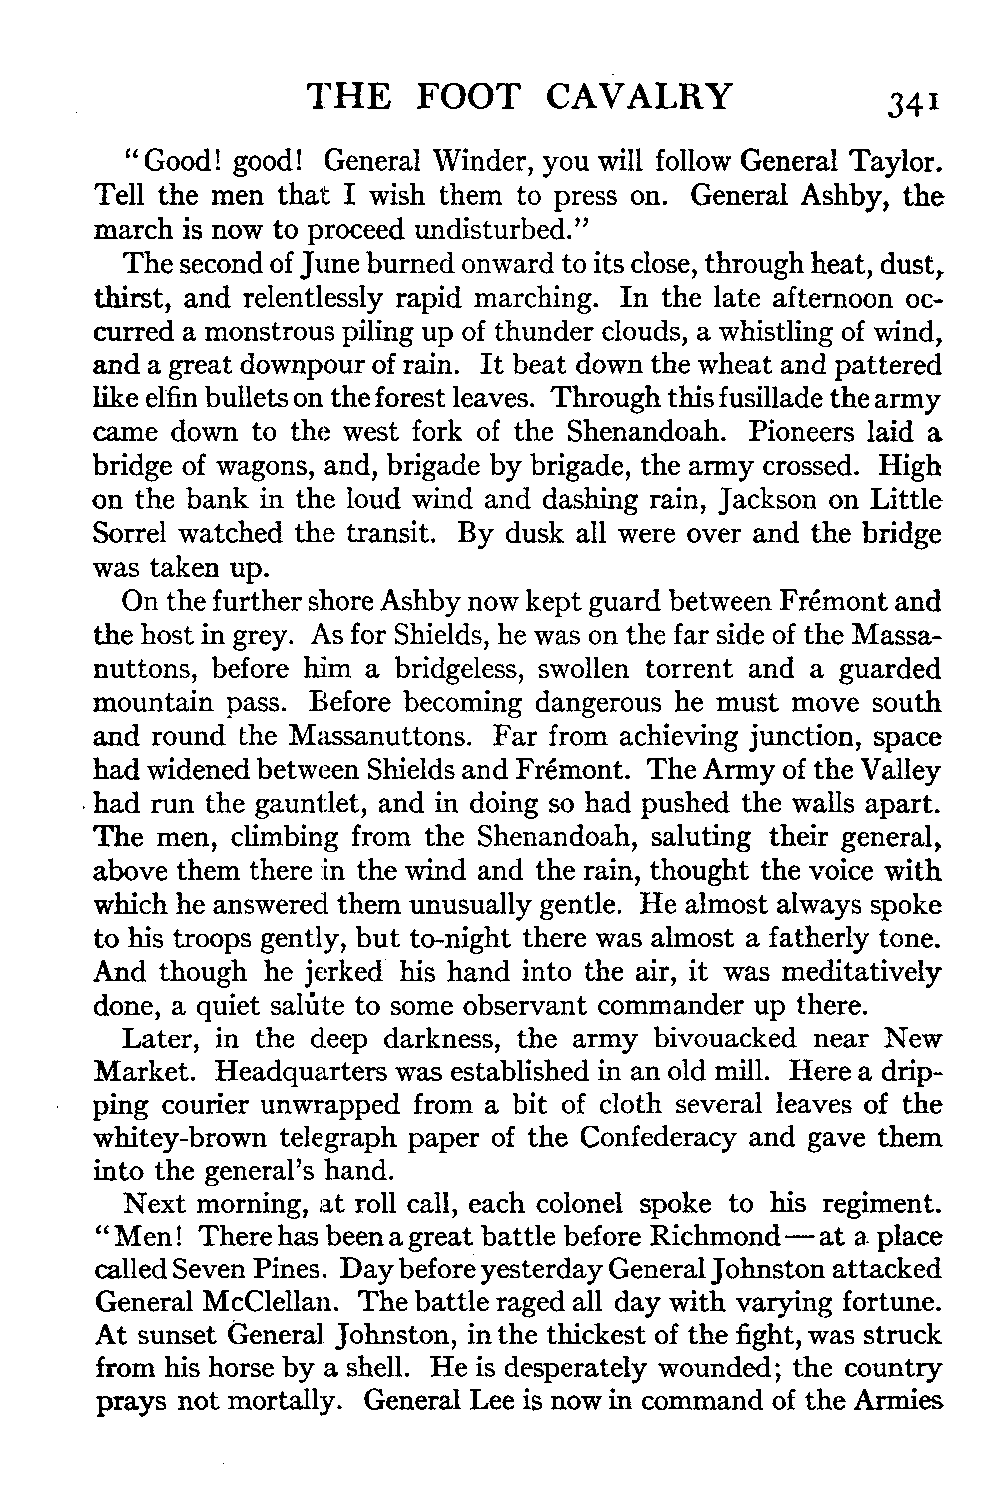 THE FOOT CAVALRY 341
“Good! good! General Winder, you will follow General Taylor.
Tell the men that I wish them to press on. General Ashby, the
march is now to proceed undisturbed.”
The second of June burned onward to its close, through heat, dust,
thirst, and relentlessly rapid marching. In the late afternoon oc-
curred a monstrous piling up of thunder clouds, a whistling of wind,
and a great downpour of rain. It beat down the wheat and pattered
like elfin bullets on the forest leaves. Through this fusillade the army
came down to the west fork of the Shenandoah. Pioneers laid a
bridge of wagons, and, brigade by brigade, the army crossed. High
on the bank in the loud wind and dashing rain, Jackson on Little
Sorrel watched the transit. By dusk all were over and the bridge
was taken up.
On the further shore Ashby now kept guard between Frémont and
the host in grey. As for Shields, he was on the far side of the Massa-
nuttons, before him a bridgeless, swollen torrent and a guarded
mountain pass. Before becoming dangerous he must move south
and round the Massanuttons. Far from achieving junction, space
had widened between Shields and Frémont. The Army of the Valley
had run the gauntlet, and in doing so had pushed the walls apart.
The men, climbing from the Shenandoah, saluting their general,
above them there in the wind and the rain, thought the voice with
which he answered them unusually gentle. He almost always spoke
to his troops gently, but to-night there was almost a fatherly tone.
And though he jerked his hand into the air, it was meditatively
done, a quiet salute to some observant commander up there.
Later, in the deep darkness, the army bivouacked near New
Market. Headquarters was established in an old mill. Here a drip-
ping courier unwrapped from a bit of cloth several leaves of the
whitey-brown telegraph paper of the Confederacy and gave them
into the general’s hand.
Next morning, at roll call, each colonel spoke to his regiment.
“Men! There has been a great battle before Richmond — at a place
called Seven Pines. Day before yesterday General Johnston attacked
General McClellan. The battle raged all day with varying fortune.
At sunset General Johnston, in the thickest of the fight, was struck
from his horse by a shell. He is desperately wounded; the country
prays not mortally. General Lee is now in command of the Armies